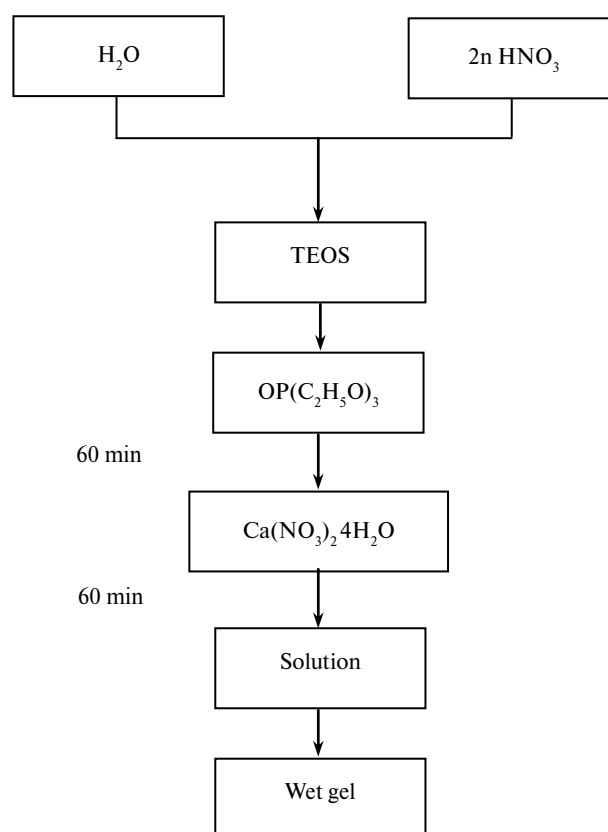 H₂O
2n HNO₃
TEOS
OP(C₂H₅O)₃
60 min
Ca(NO₃)₂ 4H₂O
60 min
Solution
Wet gel